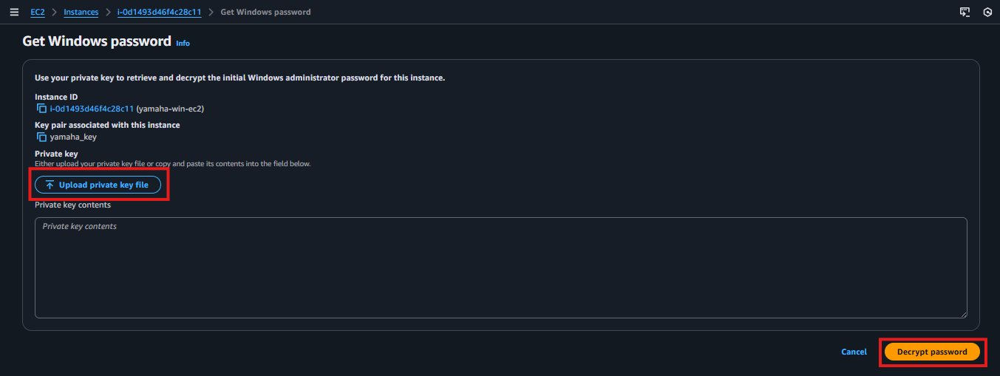 EC2 > Instances > i-0d1493d46f4c28c11 > Get Windows password
Get Windows password Info
Use your private key to retrieve and decrypt the initial Windows administrator password for this instance.
Instance ID
i-0d1493d46f4c28c11 (yamaha-win-ec2)
Key pair associated with this instance
yamaha_key
Private key
Either upload your private key file or copy and paste its contents into the field below.
Upload private key file
Private key contents
Private key contents
Cancel Decrypt password